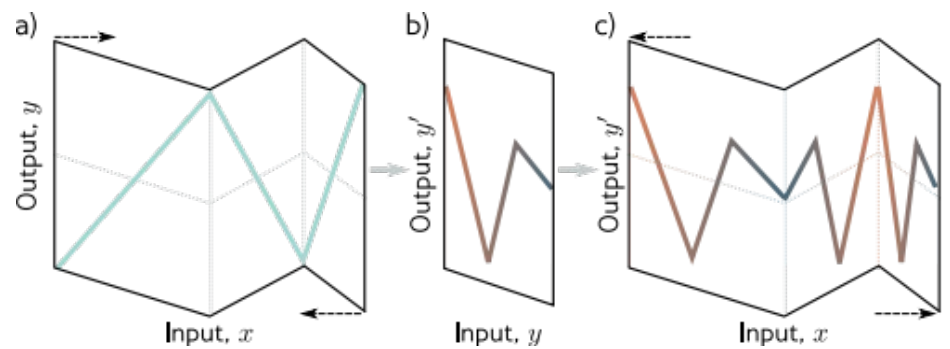 a)
Output, y
Input, x
b)
Output, y′
Input, y
c)
Output, y′
Input, x